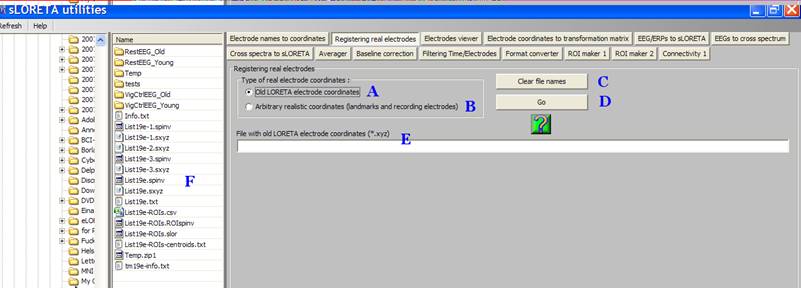 sLORETA utilities
Refresh Help
200
200
200
200
200
200
Adol
Anne
BCI-
Borl
Cybe
Delp
Disc
Dow
DVD
Eina
eLO
for R
Fuck
Hels
Lette
MNI
My C
Name
RestEEG_Old
RestEEG_Young
Temp
tests
VigCtrlEEG_Old
VigCtrlEEG_Young
Info.txt
List19e-1.spinv
List19e-2.sxyz
List19e-1.sxyz
List19e-3.spinv
List19e-3.sxyz
List19e.spinv
List19e.sxyz
List19e.txt
List19e-ROIs.csv
List19e-ROIs.ROIspinv
List19e-ROIs.slor
List19e-ROIs-centroids.txt
Temp.zip1
tm19e-info.txt
F
Electrode names to coordinates Registering real electrodes Electrodes viewer Electrode coordinates to transformation matrix EEG/ERPs to sLORETA EEGs to cross spectrum
Cross spectra to sLORETA Averager Baseline correction Filtering Time/Electrodes Format converter ROI maker 1 ROI maker 2 Connectivity 1
Registering real electrodes
Type of real electrode coordinates :
Old LORETA electrode coordinates A
Arbitrary realistic coordinates (landmarks and recording electrodes) B
Clear file names C
Go D
?
File with old LORETA electrode coordinates (*.xyz) E